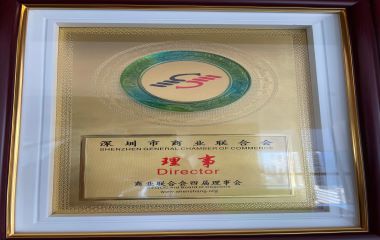 深圳市商业联合会
SHENZHEN GENERAL CHAMBER OF COMMERCE
理事
Director
商业联合会四届理事会